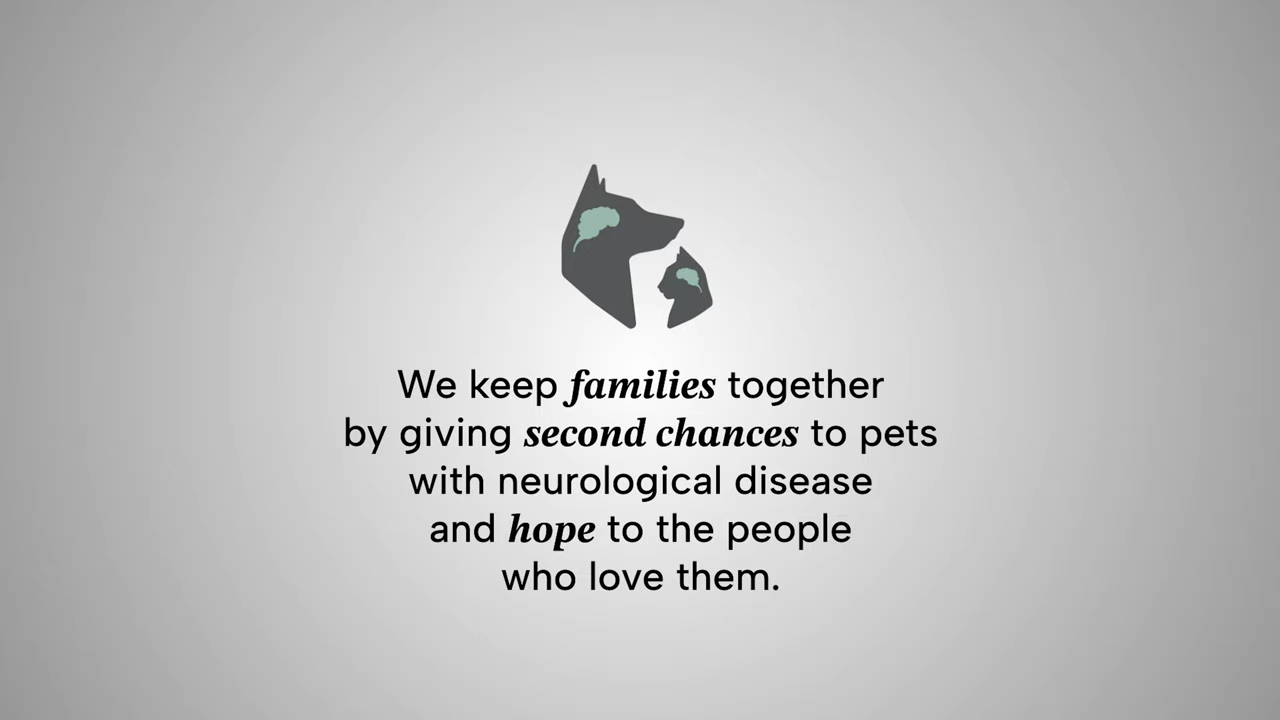 We keep families together
by giving second chances to pets
with neurological disease
and hope to the people
who love them.